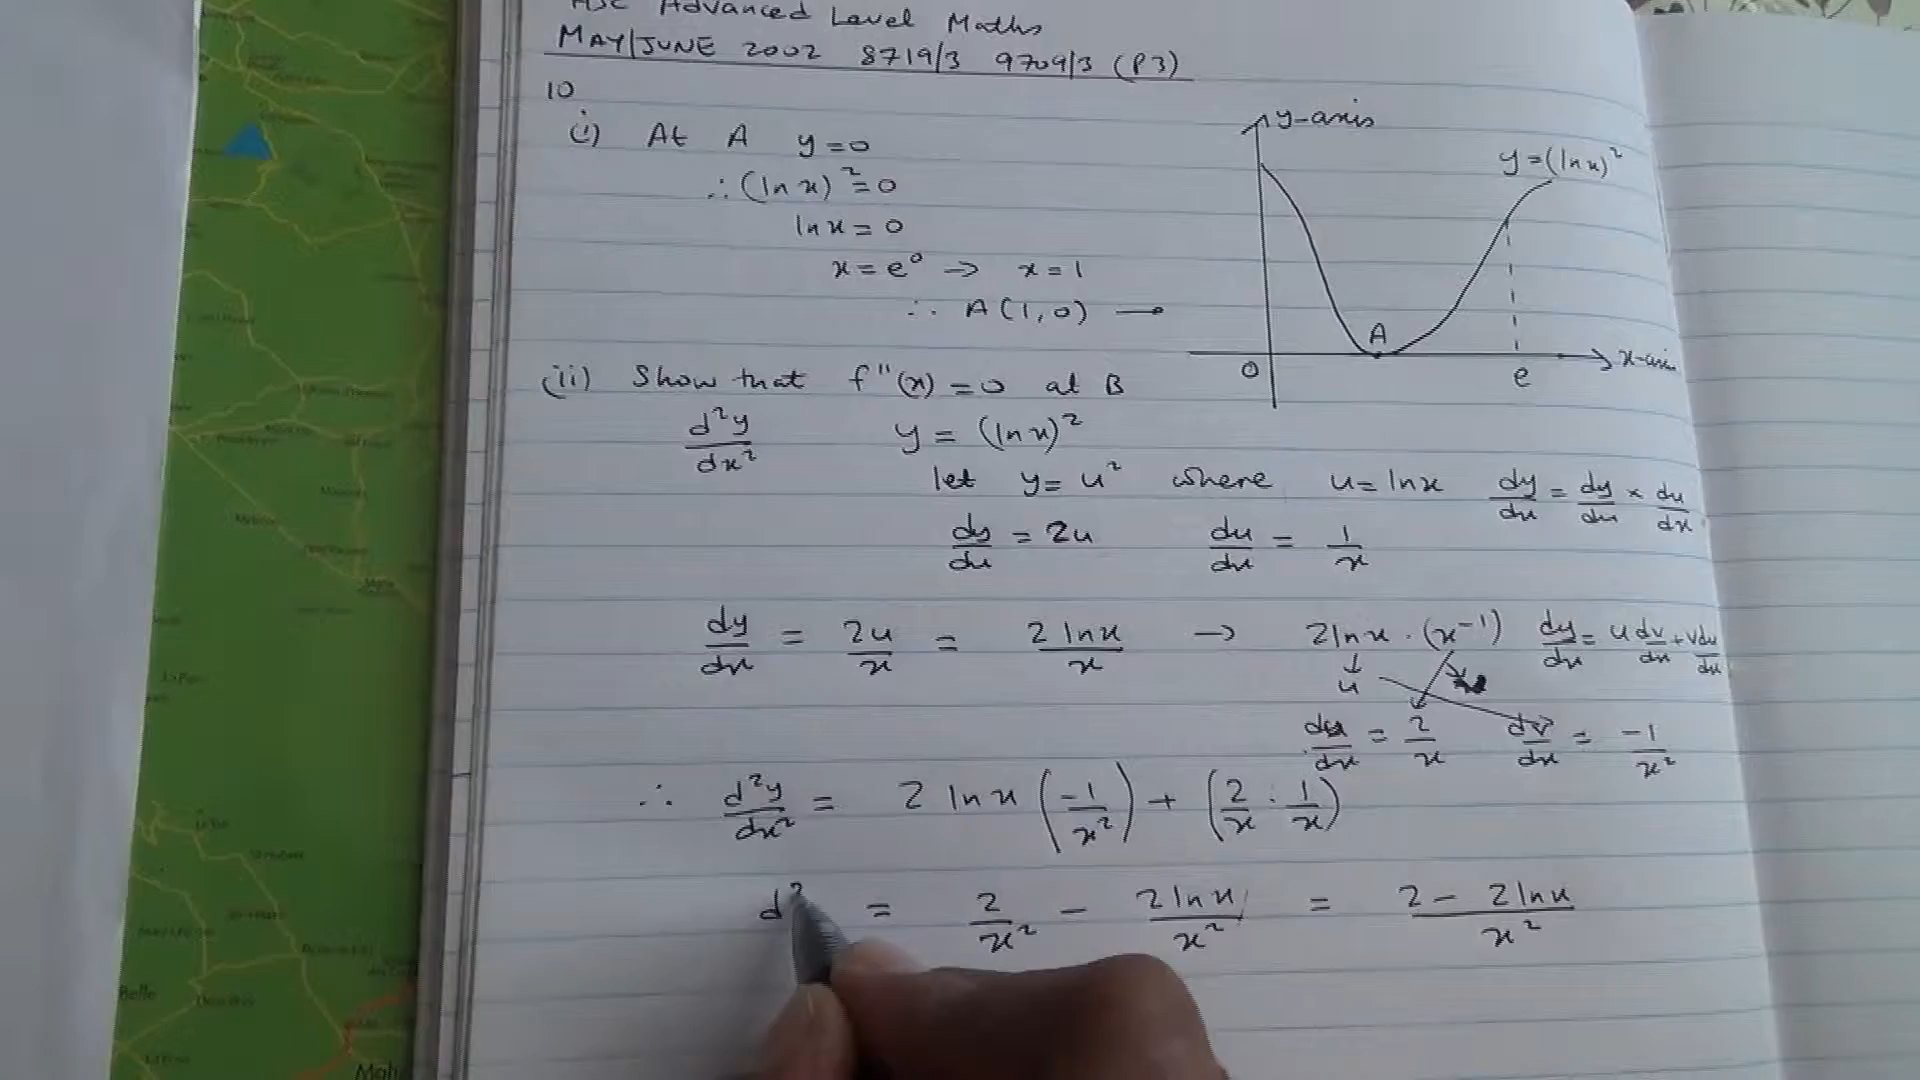 HSC Advanced Level Maths
MAY/JUNE 2002 8719/3 9709/3 (P3)
10
(i) At A y=0
∴ (ln x)² = 0
ln x = 0
x = e⁰ → x = 1
∴ A(1,0) →
y-axis
y = (ln x)²
A
0
e
x-axis
(ii) Show that f''(x) = 0 at B
d²y/dx² y = (ln x)²
let y = u² where u = ln x dy/dx = dy/du × du/dx
dy/du = 2u du/dx = 1/x
dy/dx = 2u/x = 2 ln x/x → 2 ln x · (x⁻¹) dy/dx = u dv/dx + v du/dx
u
du/dx = 2/x dv/dx = -1/x²
∴ d²y/dx² = 2 ln x (-1/x²) + (2/x · 1/x)
d² = 2/x² - 2 ln x/x² = 2 - 2 ln x/x²
Belle
Mah